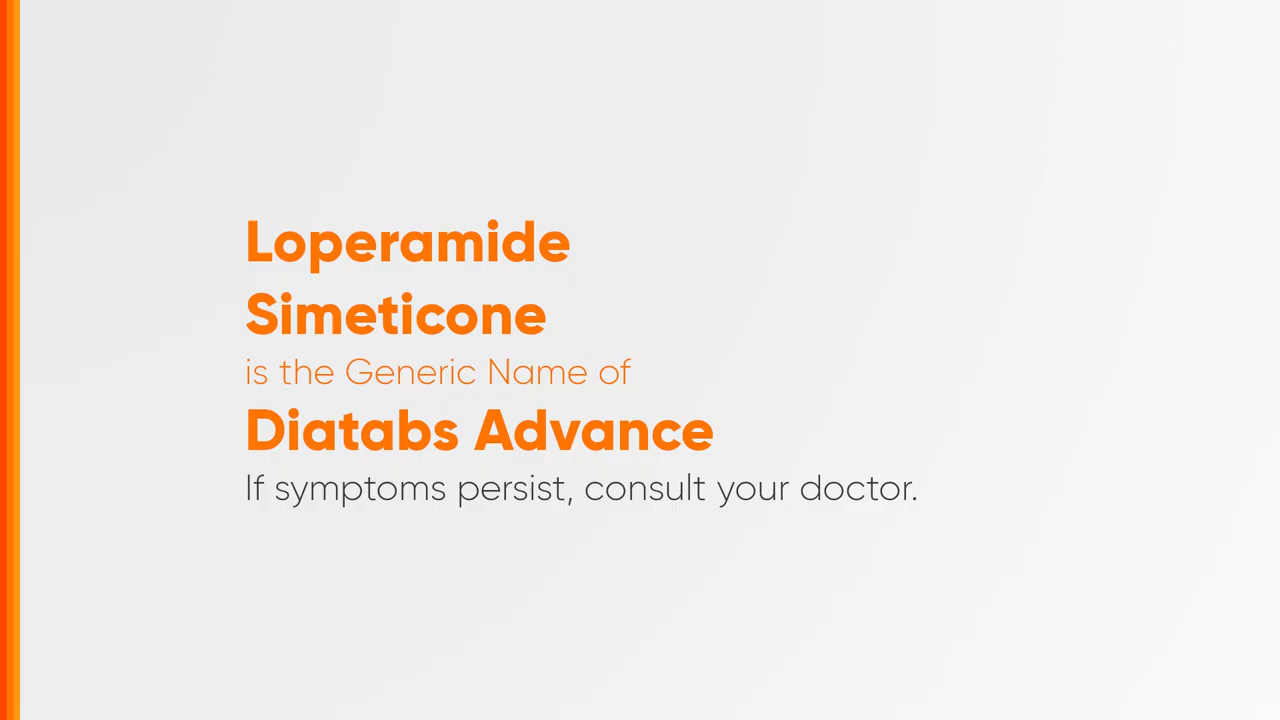 Loperamide
Simeticone
is the Generic Name of
Diatabs Advance
If symptoms persist, consult your doctor.